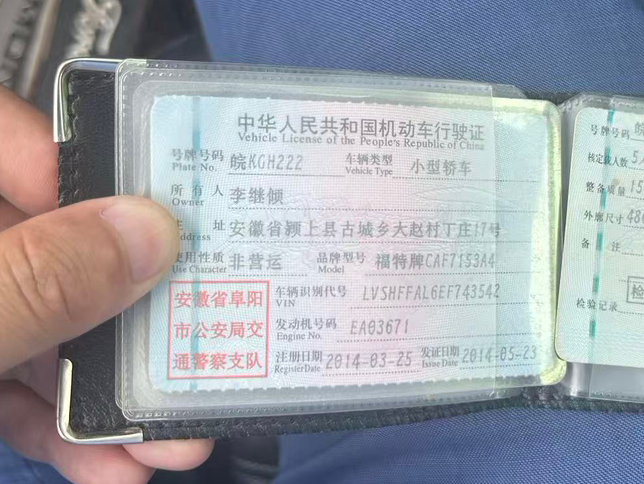 中华人民共和国机动车行驶证
Vehicle License of the People's Republic of China
号牌号码 皖KGH222 车辆类型 小型轿车
Plate No. Vehicle Type
所有人 李继倾
Owner
址 安徽省颍上县古城乡大赵村丁庄17号
Address
使用性质 非营运 品牌型号 福特牌CAF7153A4
Use Character Model
安徽省阜阳
市公安局交
通警察支队
车辆识别代号 LVSHFFAL6EF743542
VIN
发动机号码 EA03671
Engine No.
注册日期 2014-03-25 发证日期 2014-05-23
Register Date Issue Date
号牌号码
核定载人数
整备质量
外廓尺寸
备注
检验记录